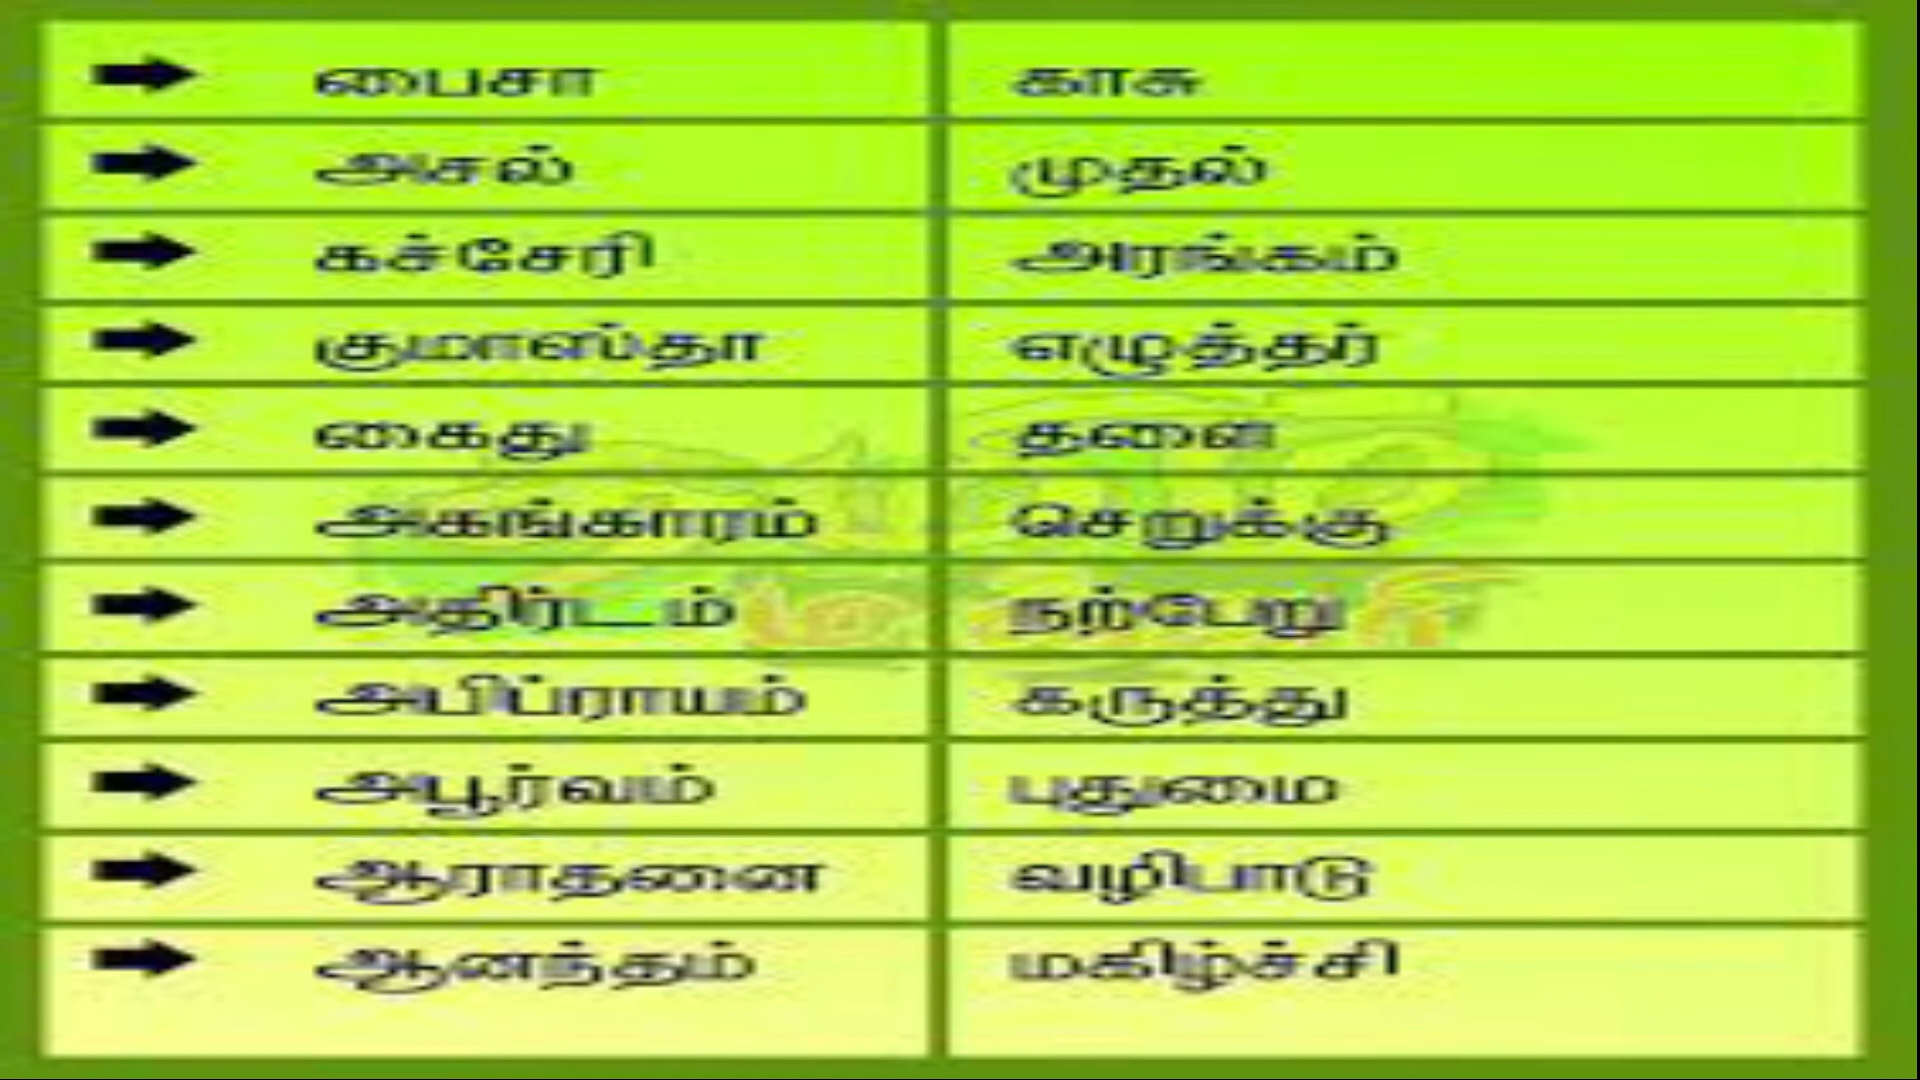 பைசா காசு
அசல் முதல்
கச்சேரி அரங்கம்
குமாஸ்தா எழுத்தர்
கைது தளை
அகங்காரம் செறுக்கு
அதிர்டம் நற்பேறு
அபிப்ராயம் கருத்து
அபூர்வம் புதுமை
ஆராதனை வழிபாடு
ஆனந்தம் மகிழ்ச்சி